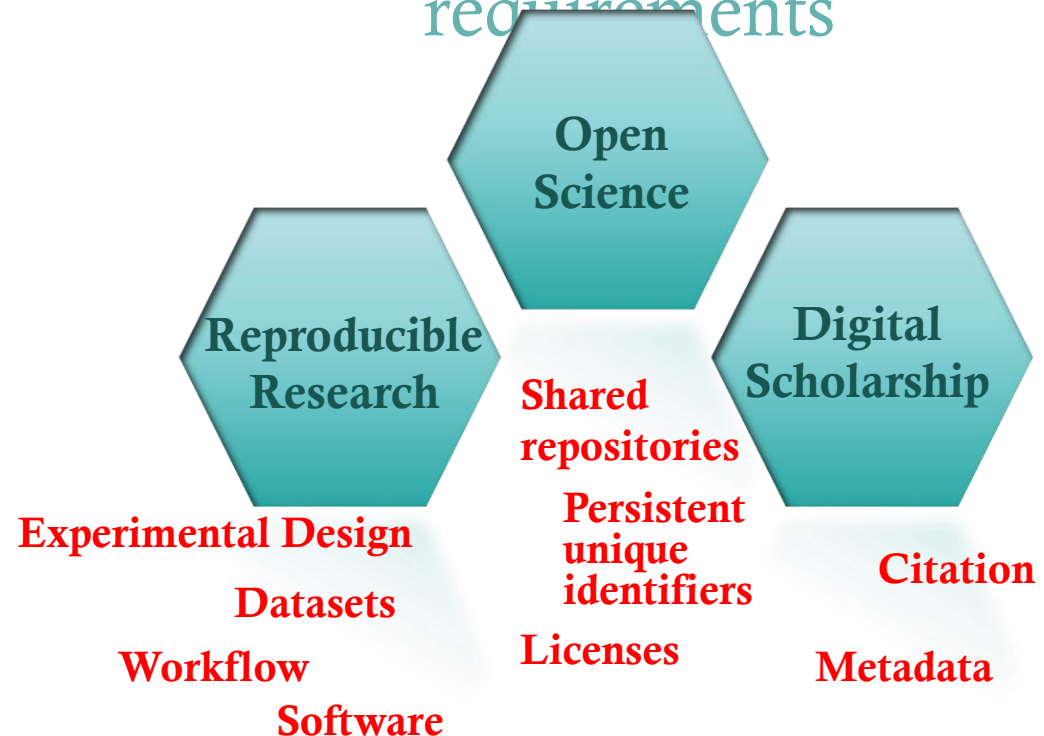 requirements
Open
Science
Reproducible
Research
Digital
Scholarship
Shared
repositories
Persistent
unique
identifiers
Licenses
Experimental Design
Datasets
Workflow
Software
Citation
Metadata